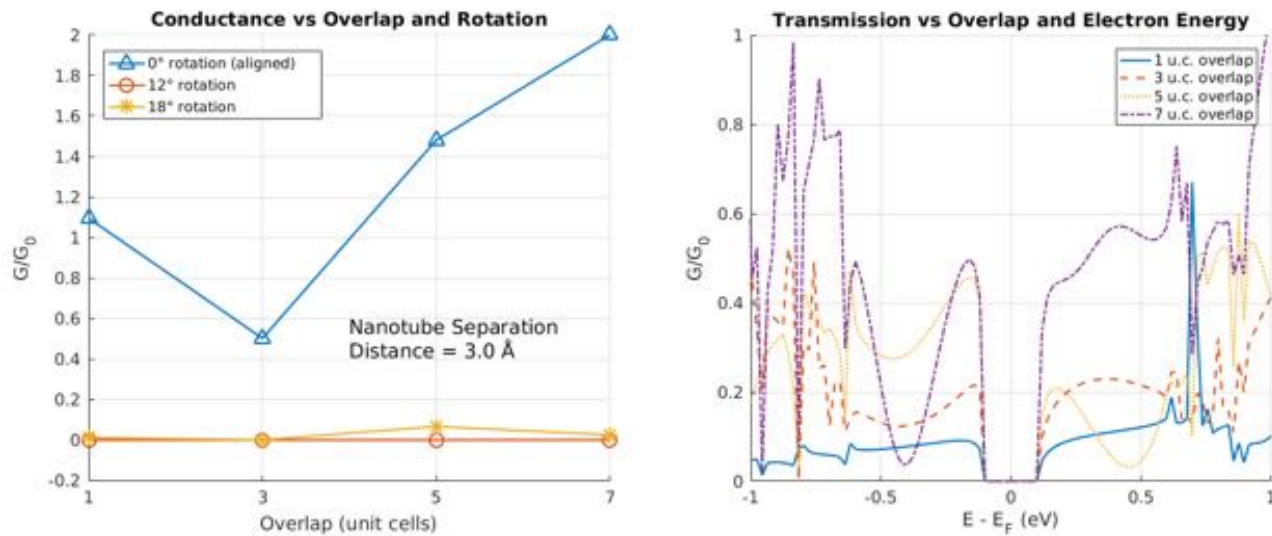 Conductance vs Overlap and Rotation
2
1.8
1.6
1.4
1.2
1
0.8
0.6
0.4
0.2
0
-0.2
G/G0
0° rotation (aligned)
12° rotation
18° rotation
Nanotube Separation
Distance = 3.0 Å
1 3 5 7
Overlap (unit cells)
Transmission vs Overlap and Electron Energy
1
0.8
0.6
0.4
0.2
0
G/G0
1 u.c. overlap
3 u.c. overlap
5 u.c. overlap
7 u.c. overlap
-1 -0.5 0 0.5 1
E - EF (eV)